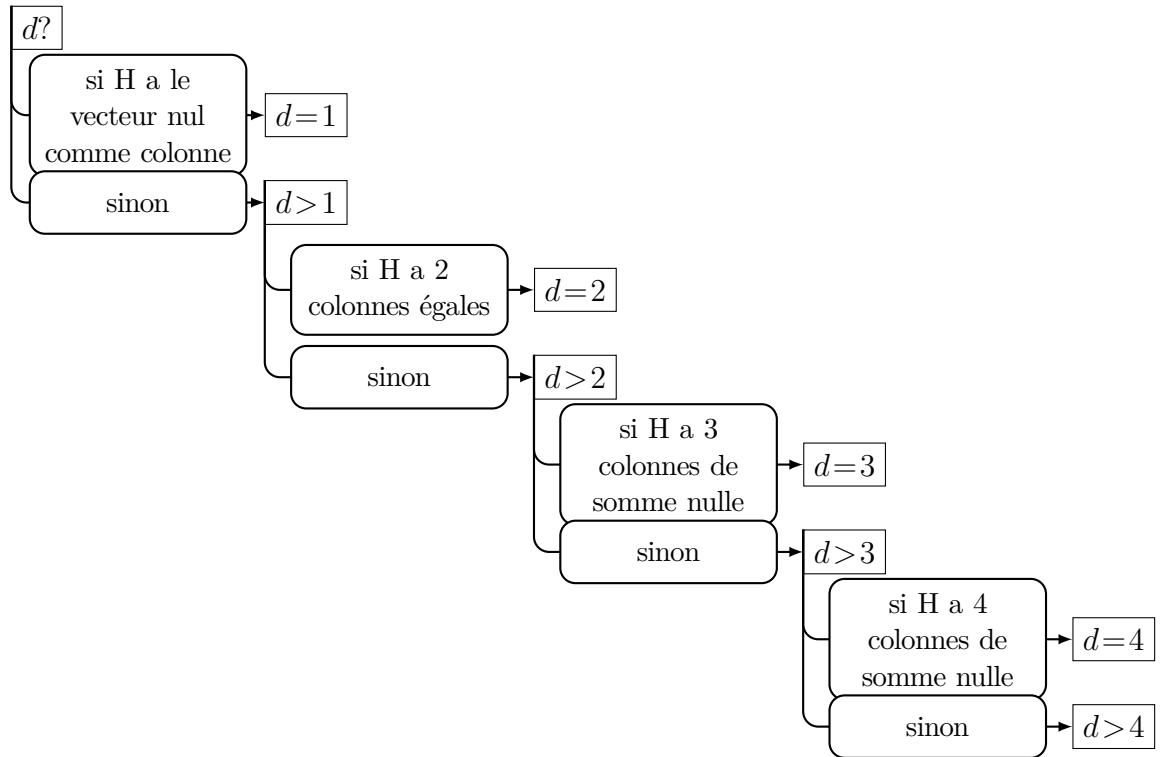 d?
si H a le
vecteur nul
comme colonne
d=1
sinon
d>1
si H a 2
colonnes égales
d=2
sinon
d>2
si H a 3
colonnes de
somme nulle
d=3
sinon
d>3
si H a 4
colonnes de
somme nulle
d=4
sinon
d>4